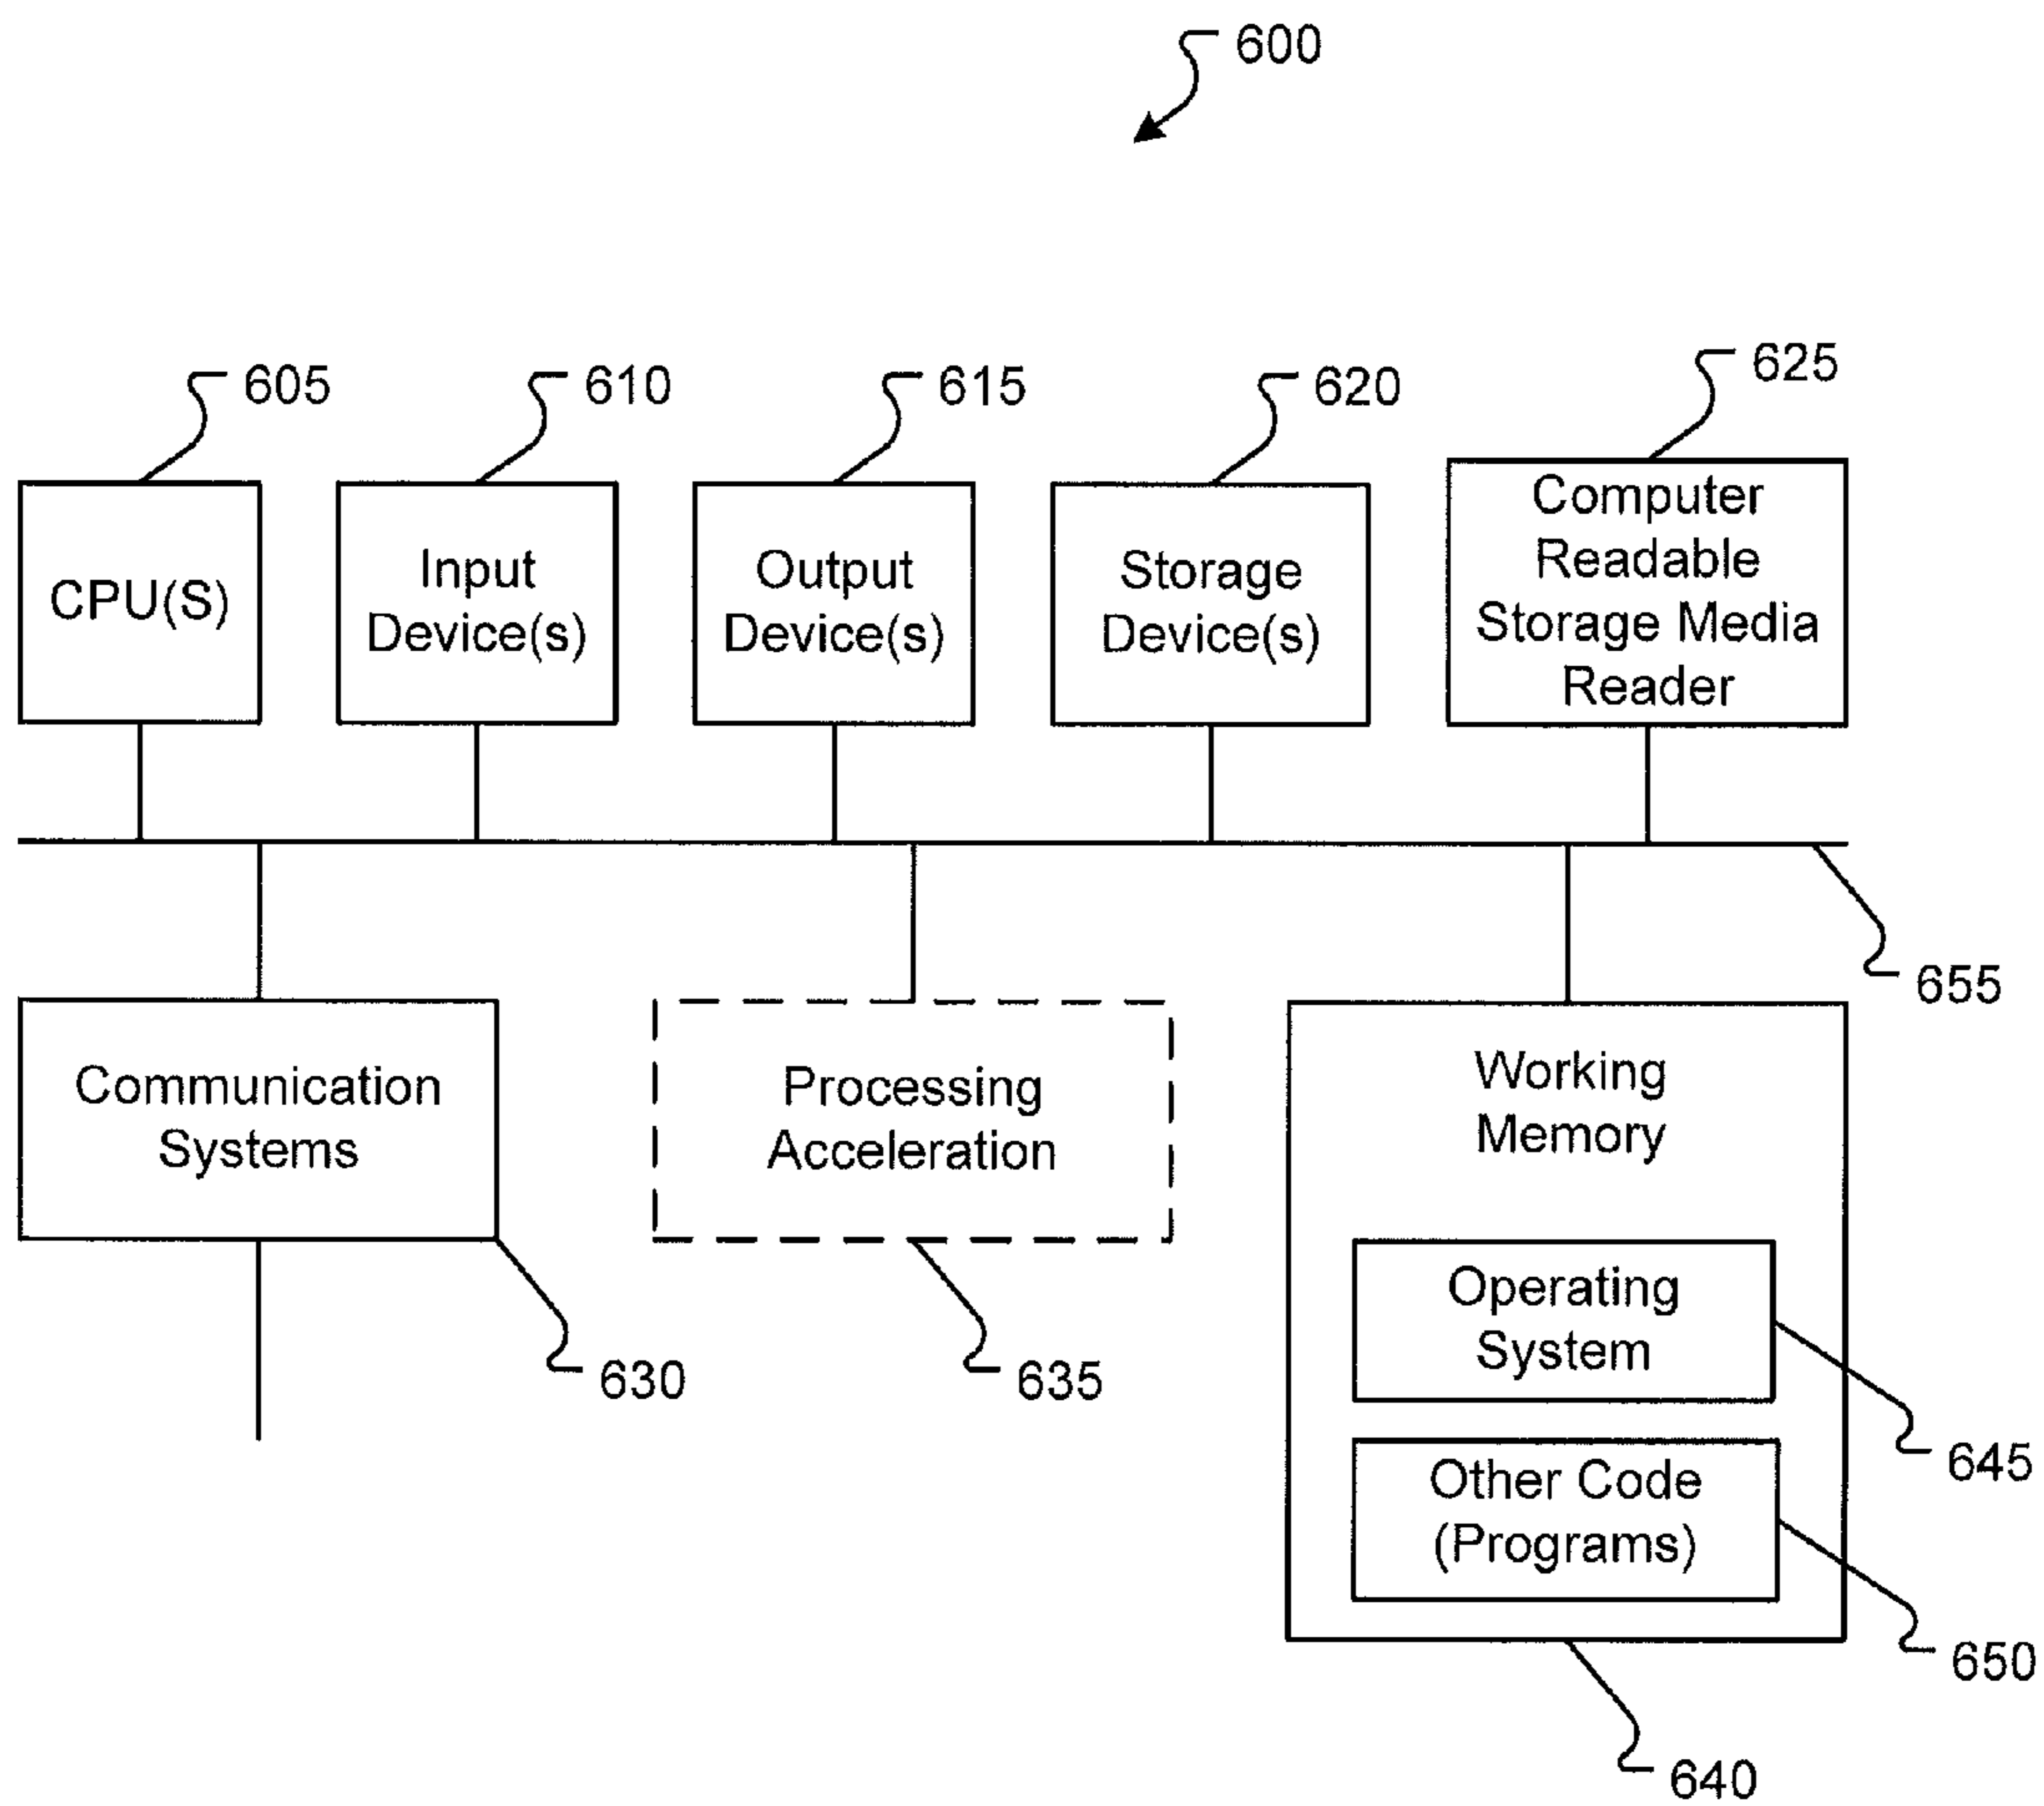 600
605
610
615
620
625
CPU(S)
Input
Device(s)
Output
Device(s)
Storage
Device(s)
Computer
Readable
Storage Media
Reader
655
Communication
Systems
Processing
Acceleration
Working
Memory
Operating
System
Other Code
(Programs)
630
635
645
650
640